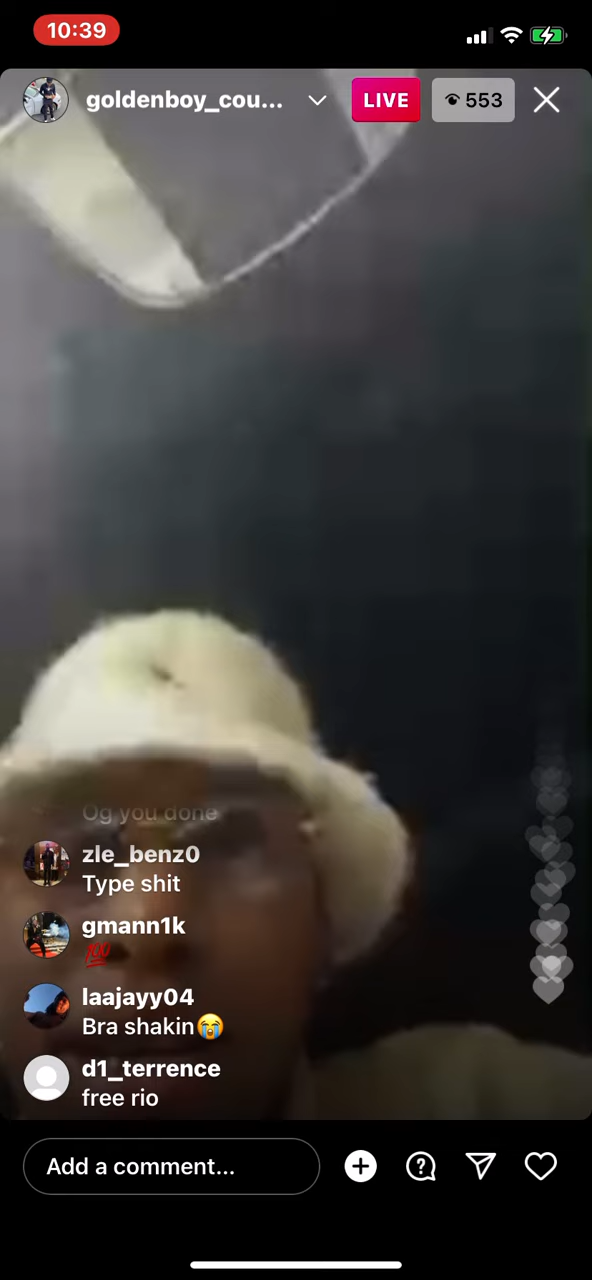 10:39
goldenboy_cou...
LIVE
553
Og you done
zle_benz0
Type shit
gmann1k
💯
laajayy04
Bra shakin😭
d1_terrence
free rio
Add a comment...